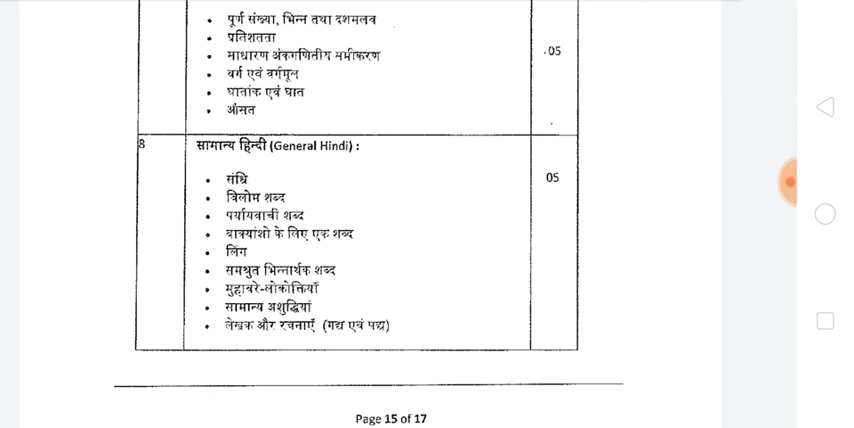 • पूर्ण संख्या, भिन्न तथा दशमलव
• प्रतिशतता
• साधारण अंकगणितीय समीकरण
.05
• वर्ग एवं वर्गमूल
• घातांक एवं घात
• औसत
8 सामान्य हिन्दी (General Hindi) :
• संधि
05
• विलोम शब्द
• पर्यायवाची शब्द
• वाक्यांशो के लिए एक शब्द
• लिंग
• समश्रुत भिन्नार्थक शब्द
• मुहावरे-लोकोक्तियाँ
• सामान्य अशुद्धियां
• लेखक और रचनाएँ (गद्य एवं पद्य)
Page 15 of 17